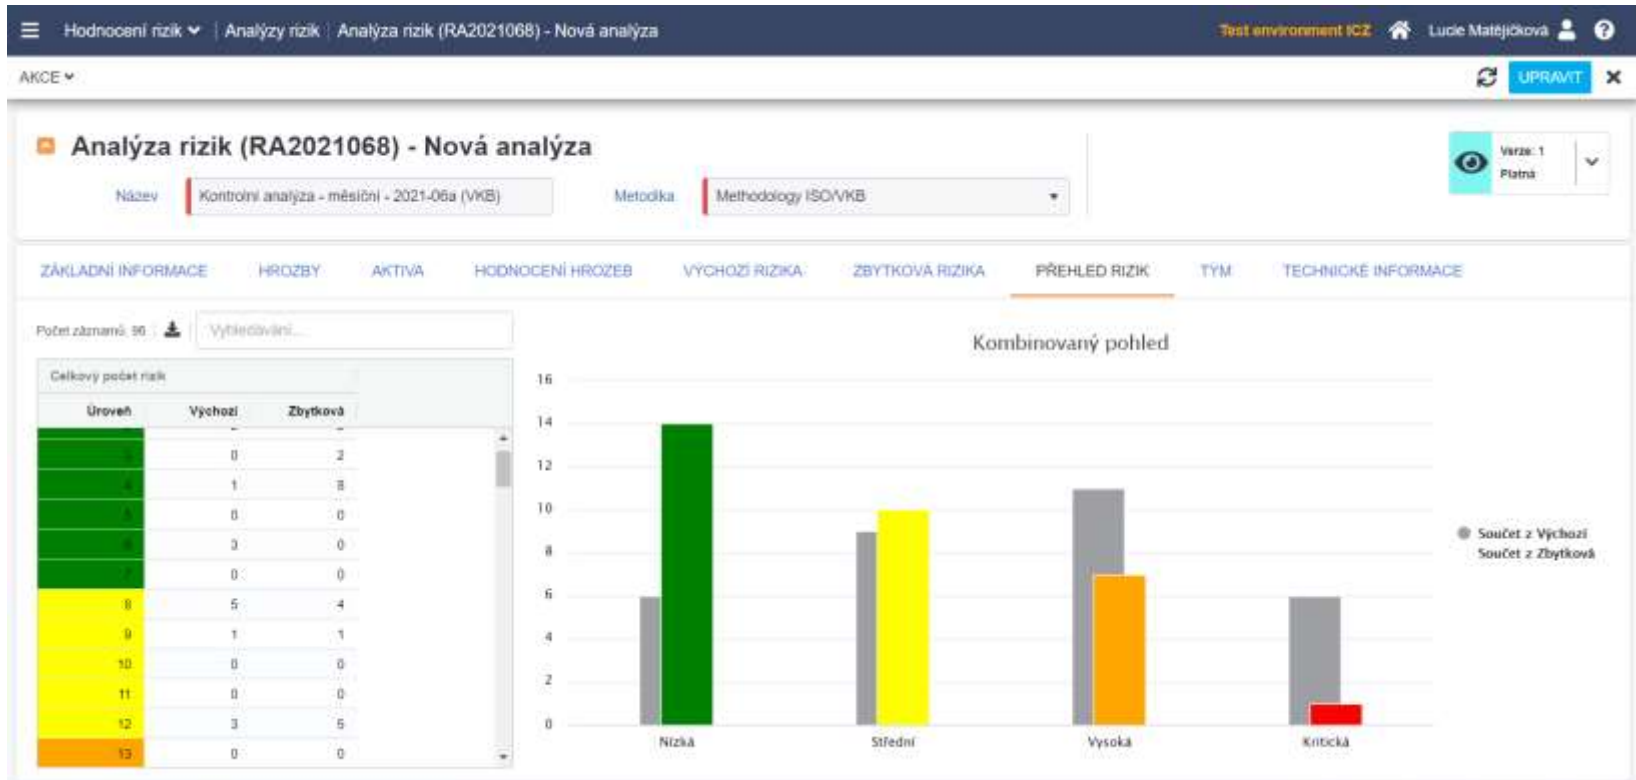 Hodnocení rizik Analýzy rizik Analýza rizik (RA2021068) - Nová analýza Test environment ICZ Lucie Matějíčková
AKCE UPRAVIT
Analýza rizik (RA2021068) - Nová analýza
Verze: 1
Platná
Název Kontrolní analýza - měsíční - 2021-06a (VKB) Metodika Methodology ISO/VKB
ZÁKLADNÍ INFORMACE HROZBY AKTIVA HODNOCENÍ HROZEB VÝCHOZÍ RIZIKA ZBYTKOVÁ RIZIKA PŘEHLED RIZIK TÝM TECHNICKÉ INFORMACE
Počet záznamů: 96 Vyhledávání...
Celkový počet rizik
Úroveň Výchozí Zbytková
3 0 2
4 1 8
5 0 0
6 3 0
7 0 0
8 5 4
9 1 1
10 0 0
11 0 0
12 3 5
13 0 0
Kombinovaný pohled
16
14
12
10
8
6
4
2
0
Nízká Střední Vysoká Kritická
Součet z Výchozí
Součet z Zbytková